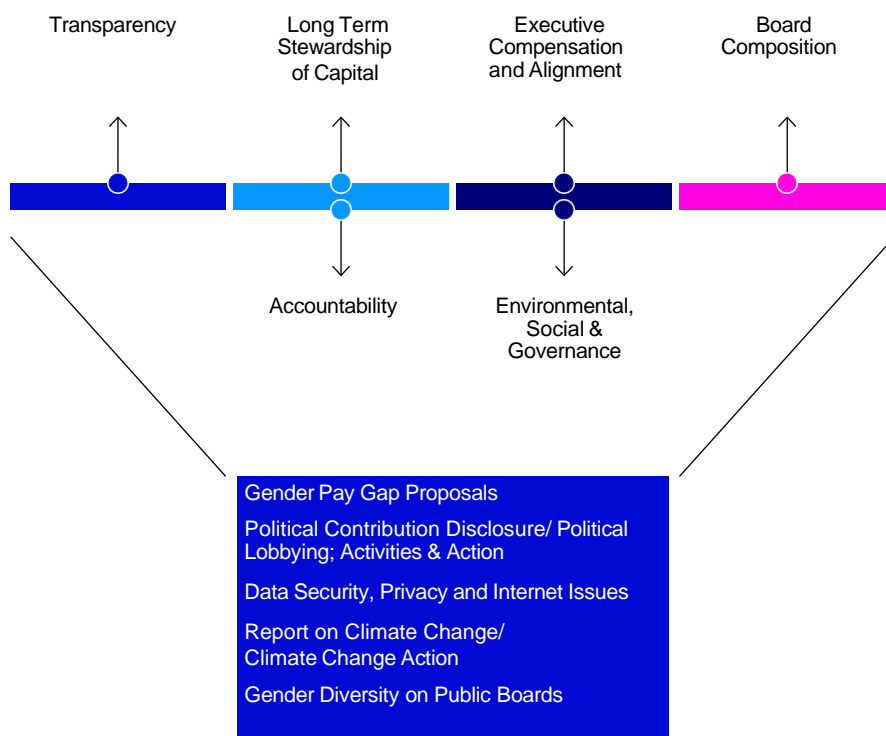 Transparency
Long Term
Stewardship
of Capital
Executive
Compensation
and Alignment
Board
Composition
Accountability
Environmental,
Social &
Governance
Gender Pay Gap Proposals
Political Contribution Disclosure/ Political
Lobbying; Activities & Action
Data Security, Privacy and Internet Issues
Report on Climate Change/
Climate Change Action
Gender Diversity on Public Boards